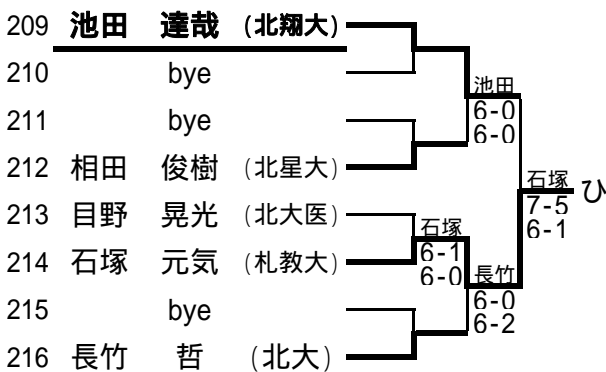 209 池田 達哉 (北翔大)
210 bye
211 bye
212 相田 俊樹 (北星大)
213 目野 晃光 (北大医)
214 石塚 元気 (札教大)
215 bye
216 長竹 哲 (北大)
石塚
6-1
6-0
池田
6-0
6-0
長竹
6-0
6-2
石塚
7-5
6-1
ひ